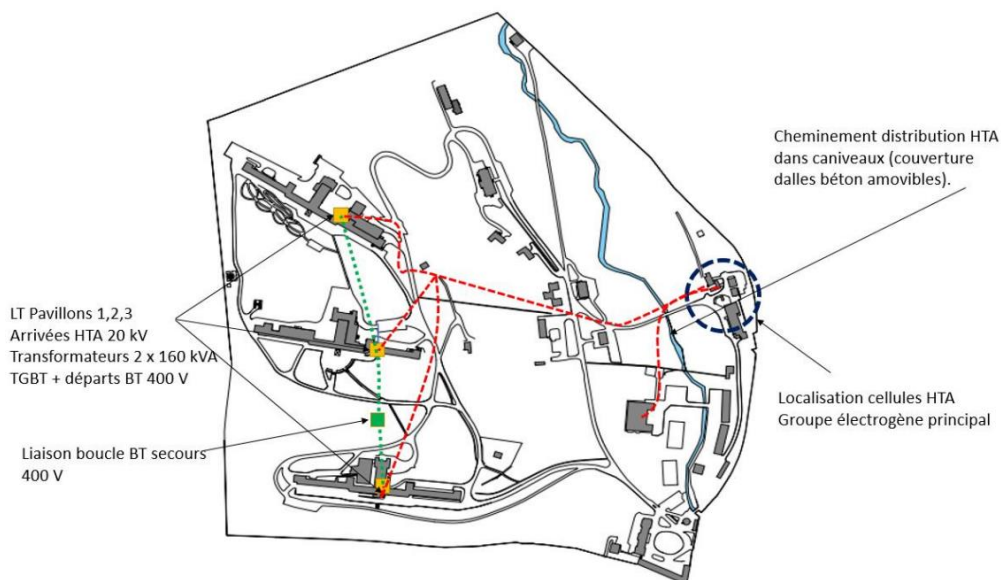 Cheminement distribution HTA
dans caniveaux (couverture
dalles béton amovibles).
LT Pavillons 1,2,3
Arrivées HTA 20 kV
Transformateurs 2 x 160 kVA
TGBT + départs BT 400 V
Localisation cellules HTA
Groupe électrogène principal
Liaison boucle BT secours
400 V